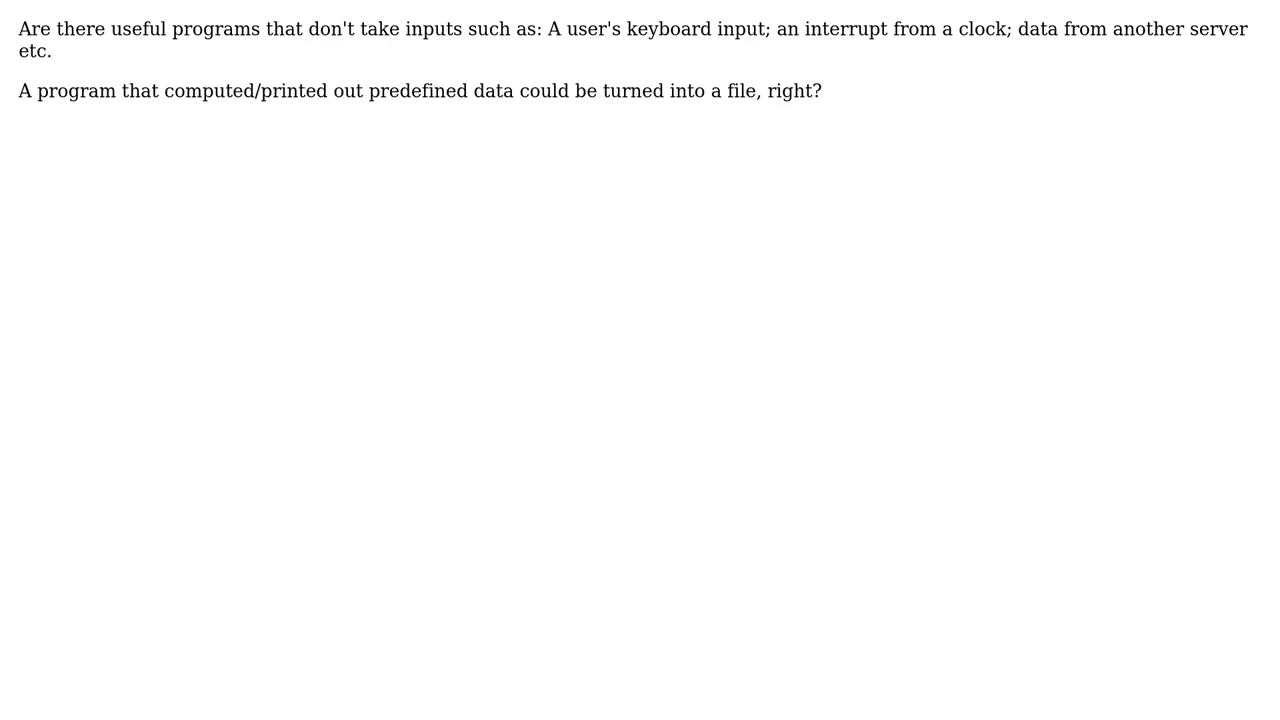 Are there useful programs that don't take inputs such as: A user's keyboard input; an interrupt from a clock; data from another server
etc.
A program that computed/printed out predefined data could be turned into a file, right?